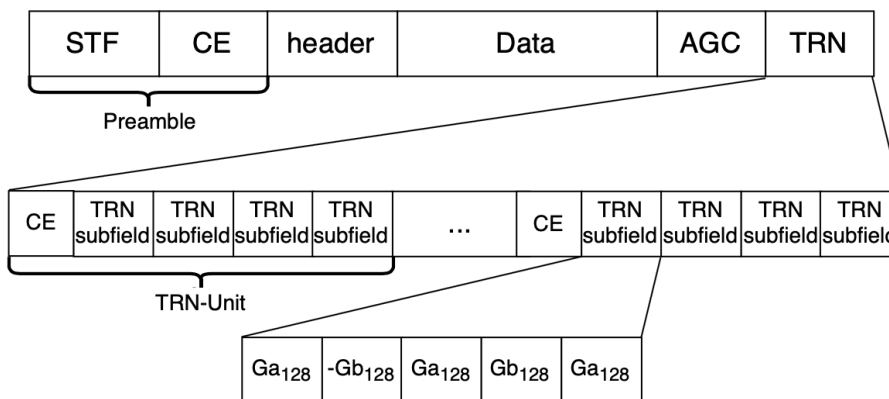 STF CE header Data AGC TRN
Preamble
CE TRN subfield TRN subfield TRN subfield TRN subfield ... CE TRN subfield TRN subfield TRN subfield TRN subfield
TRN-Unit
Ga128 -Gb128 Ga128 Gb128 Ga128